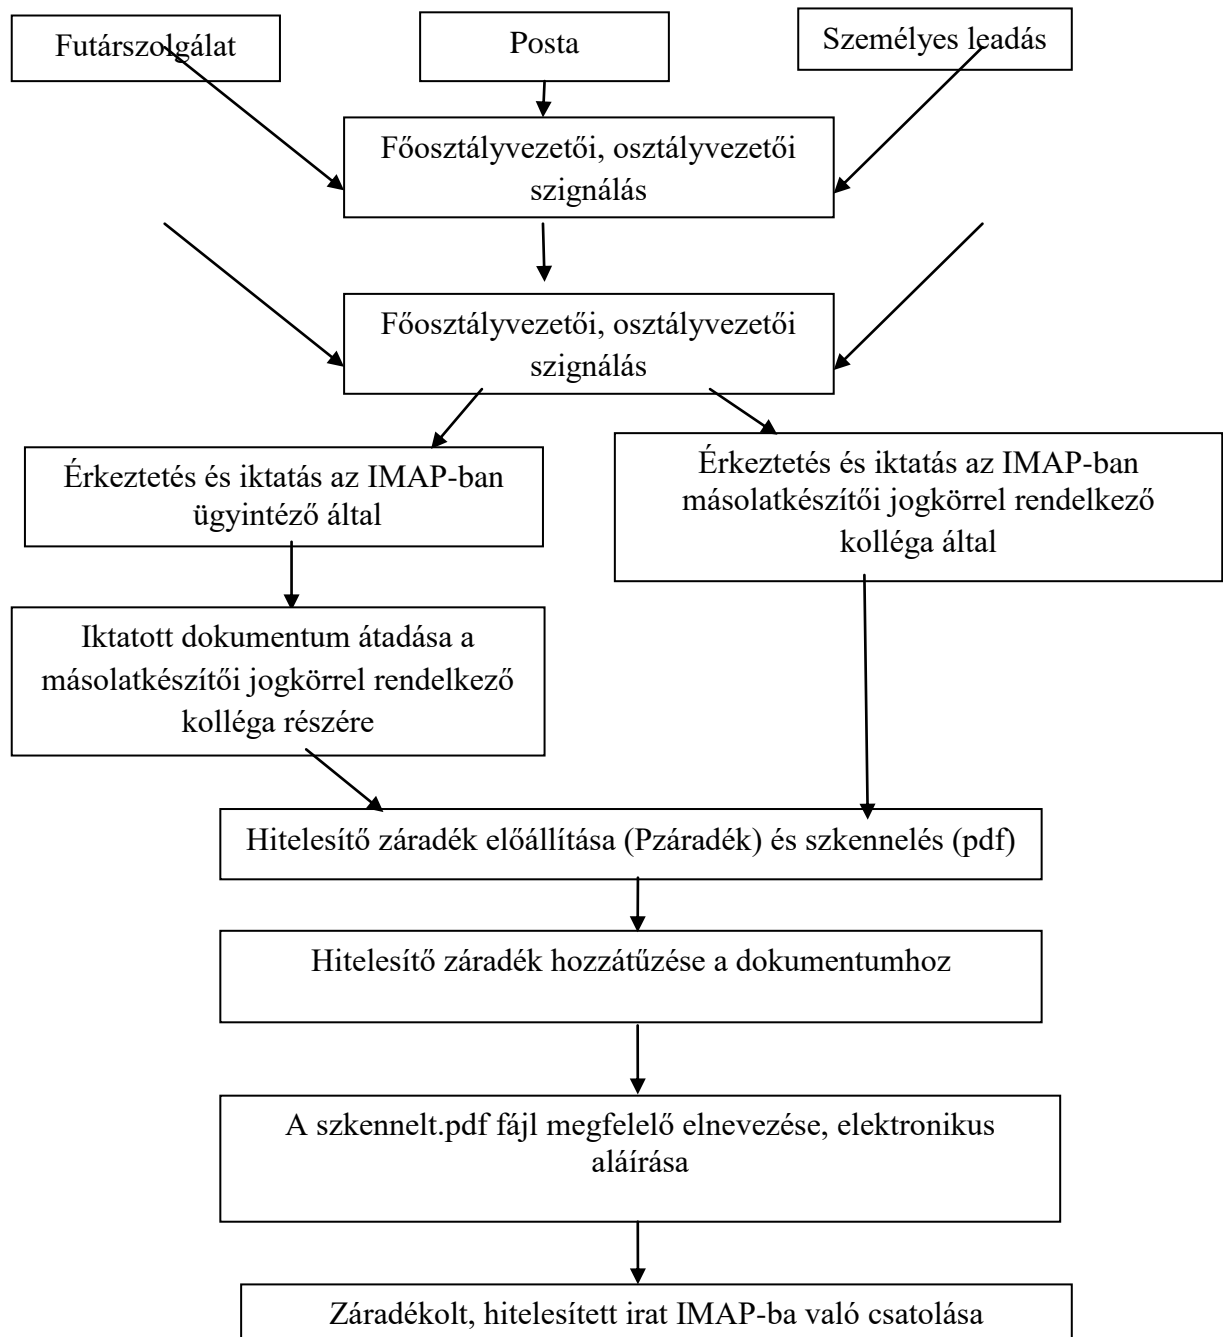 Futárszolgálat
Posta
Személyes leadás
Főosztályvezetői, osztályvezetői
szignálás
Főosztályvezetői, osztályvezetői
szignálás
Érkeztetés és iktatás az IMAP-ban
ügyintéző által
Érkeztetés és iktatás az IMAP-ban
másolatkészítői jogkörrel rendelkező
kolléga által
Iktatott dokumentum átadása a
másolatkészítői jogkörrel rendelkező
kolléga részére
Hitelesítő záradék előállítása (Pzáradék) és szkennelés (pdf)
Hitelesítő záradék hozzátűzése a dokumentumhoz
A szkennelt.pdf fájl megfelelő elnevezése, elektronikus
aláírása
Záradékolt, hitelesített irat IMAP-ba való csatolása